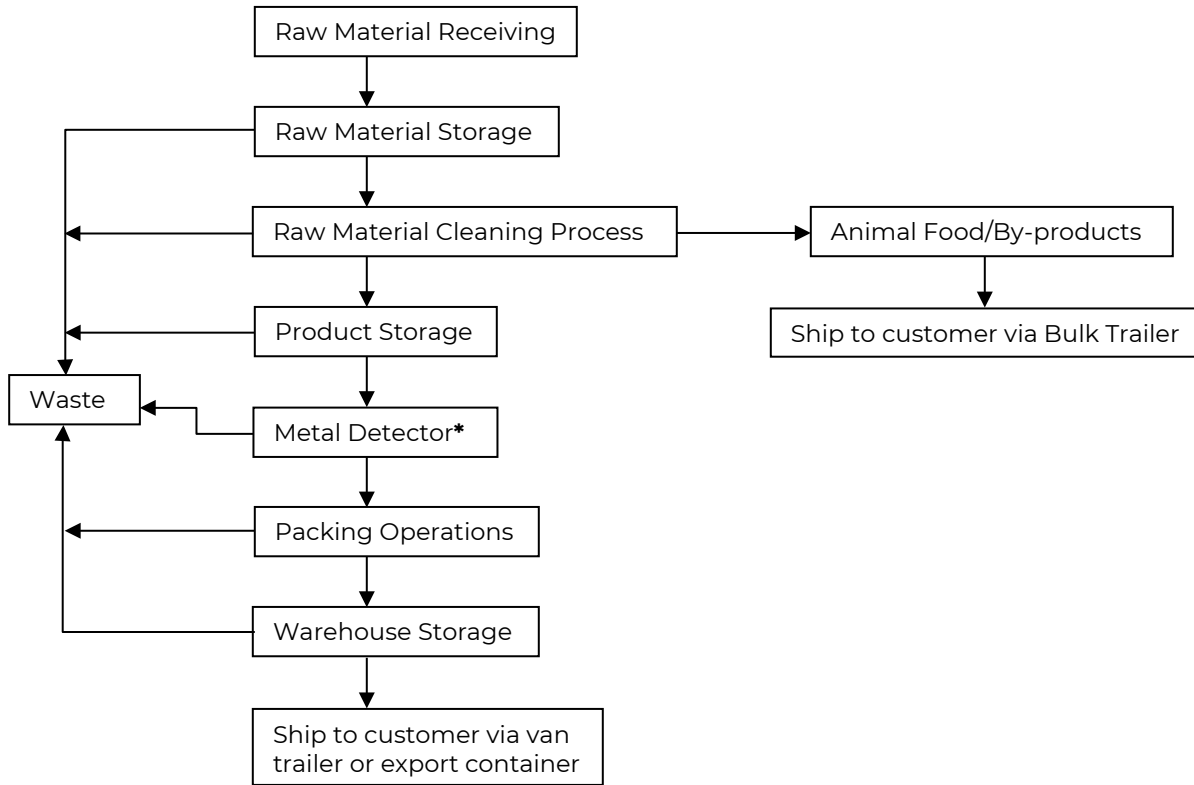 Raw Material Receiving
Raw Material Storage
Raw Material Cleaning Process
Animal Food/By-products
Product Storage
Ship to customer via Bulk Trailer
Waste
Metal Detector*
Packing Operations
Warehouse Storage
Ship to customer via van
trailer or export container